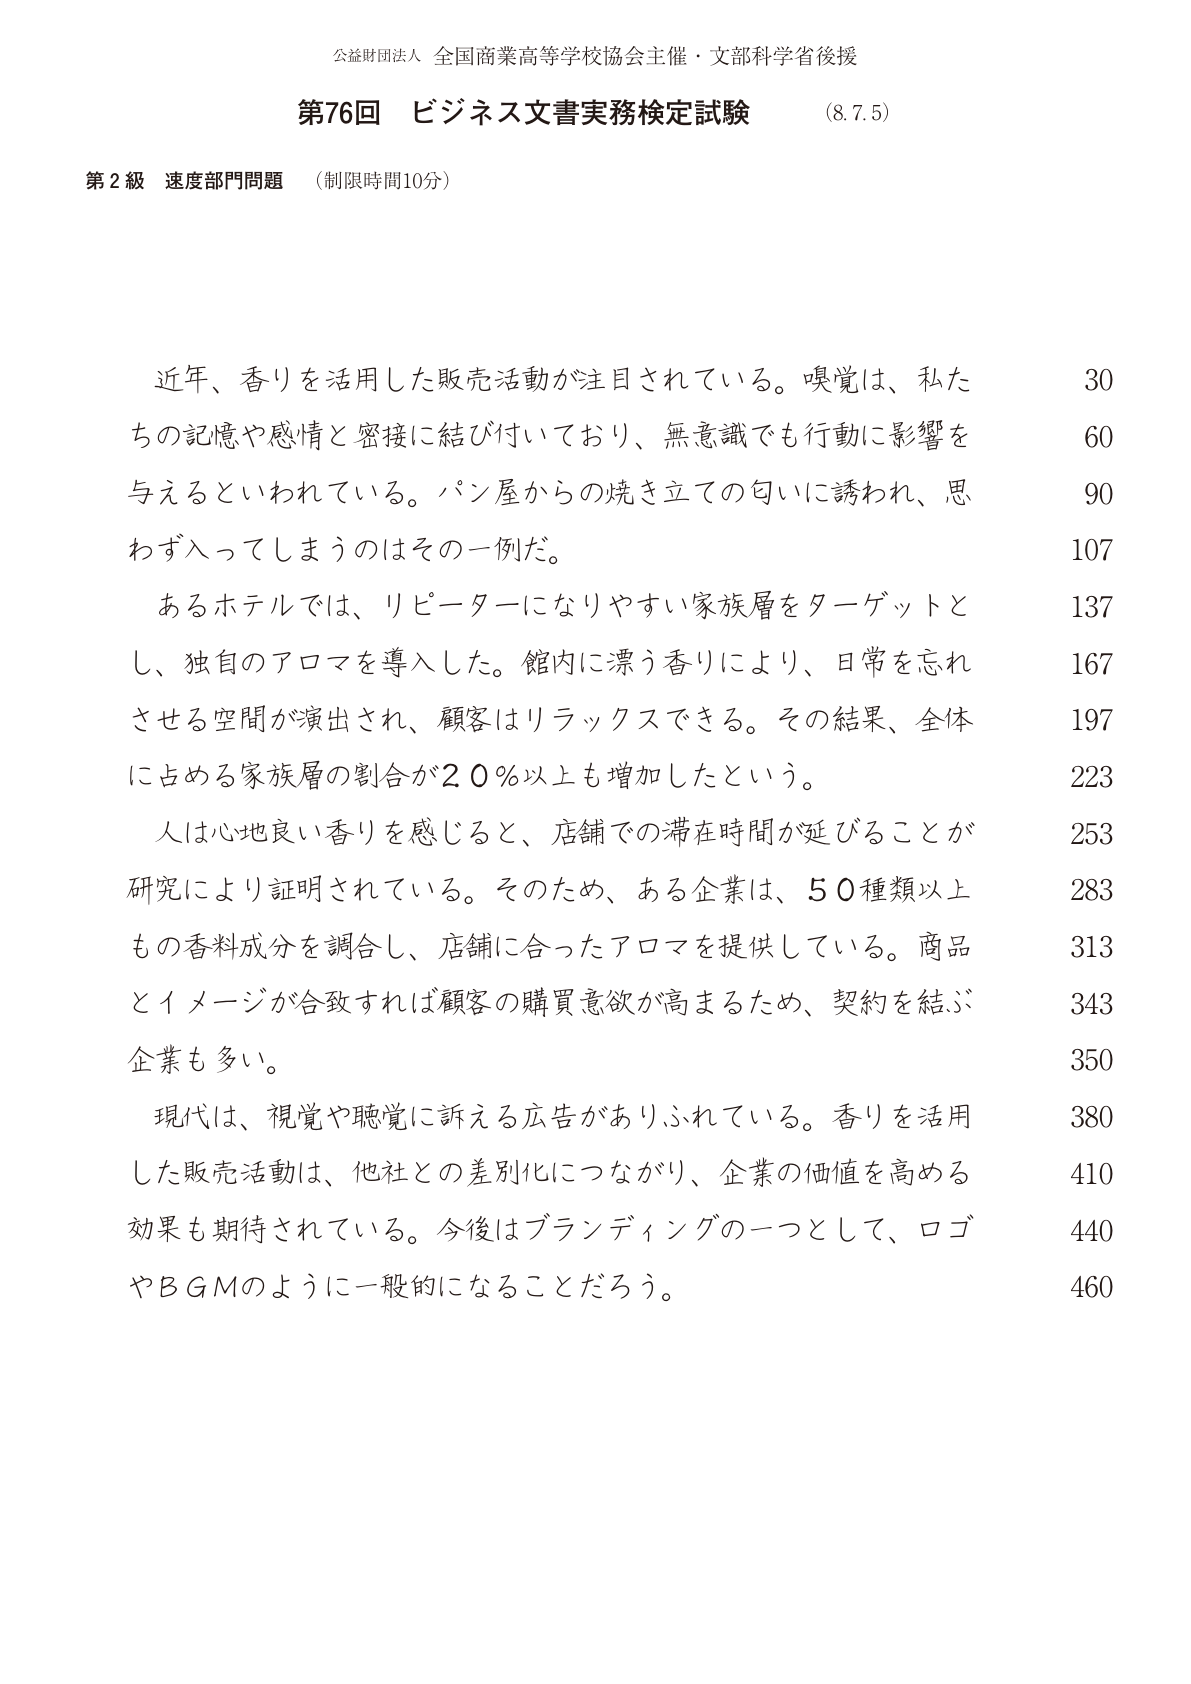 公益財団法人 全国商業高等学校協会主催・文部科学省後援
第76回 ビジネス文書実務検定試験 （8.7.5）
第２級 速度部門問題 （制限時間10分）
　近年、香りを活用した販売活動が注目されている。嗅覚は、私た 30
ちの記憶や感情と密接に結び付いており、無意識でも行動に影響を 60
与えるといわれている。パン屋からの焼き立ての匂いに誘われ、思 90
わず入ってしまうのはその一例だ。 107
　あるホテルでは、リピーターになりやすい家族層をターゲットと 137
し、独自のアロマを導入した。館内に漂う香りにより、日常を忘れ 167
させる空間が演出され、顧客はリラックスできる。その結果、全体 197
に占める家族層の割合が２０％以上も増加したという。 223
　人は心地良い香りを感じると、店舗での滞在時間が延びることが 253
研究により証明されている。そのため、ある企業は、５０種類以上 283
もの香料成分を調合し、店舗に合ったアロマを提供している。商品 313
とイメージが合致すれば顧客の購買意欲が高まるため、契約を結ぶ 343
企業も多い。 350
　現代は、視覚や聴覚に訴える広告がありふれている。香りを活用 380
した販売活動は、他社との差別化につながり、企業の価値を高める 410
効果も期待されている。今後はブランディングの一つとして、ロゴ 440
やＢＧＭのように一般的になることだろう。 460